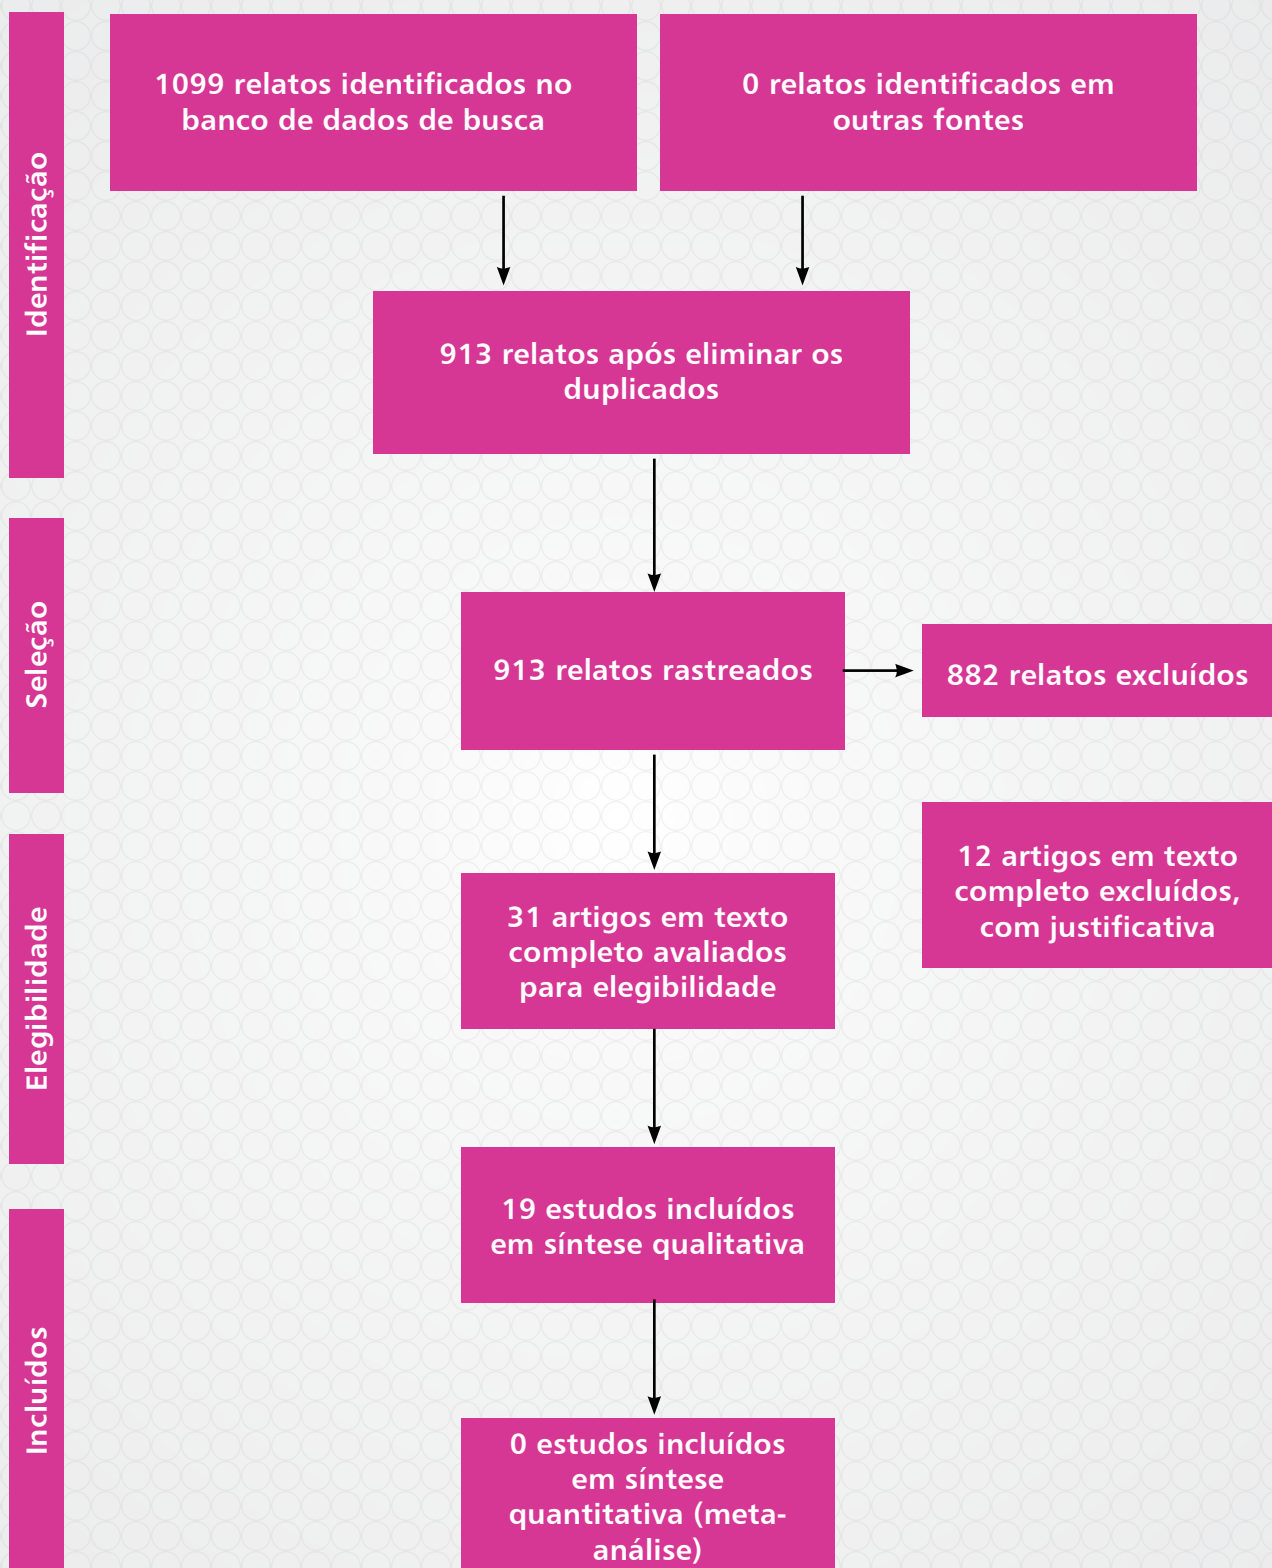 Identificação
1099 relatos identificados no
banco de dados de busca
0 relatos identificados em
outras fontes
913 relatos após eliminar os
duplicados
Seleção
913 relatos rastreados
882 relatos excluídos
Elegibilidade
31 artigos em texto
completo avaliados
para elegibilidade
12 artigos em texto
completo excluídos,
com justificativa
19 estudos incluídos
em síntese qualitativa
Incluídos
0 estudos incluídos
em síntese
quantitativa (meta-
análise)